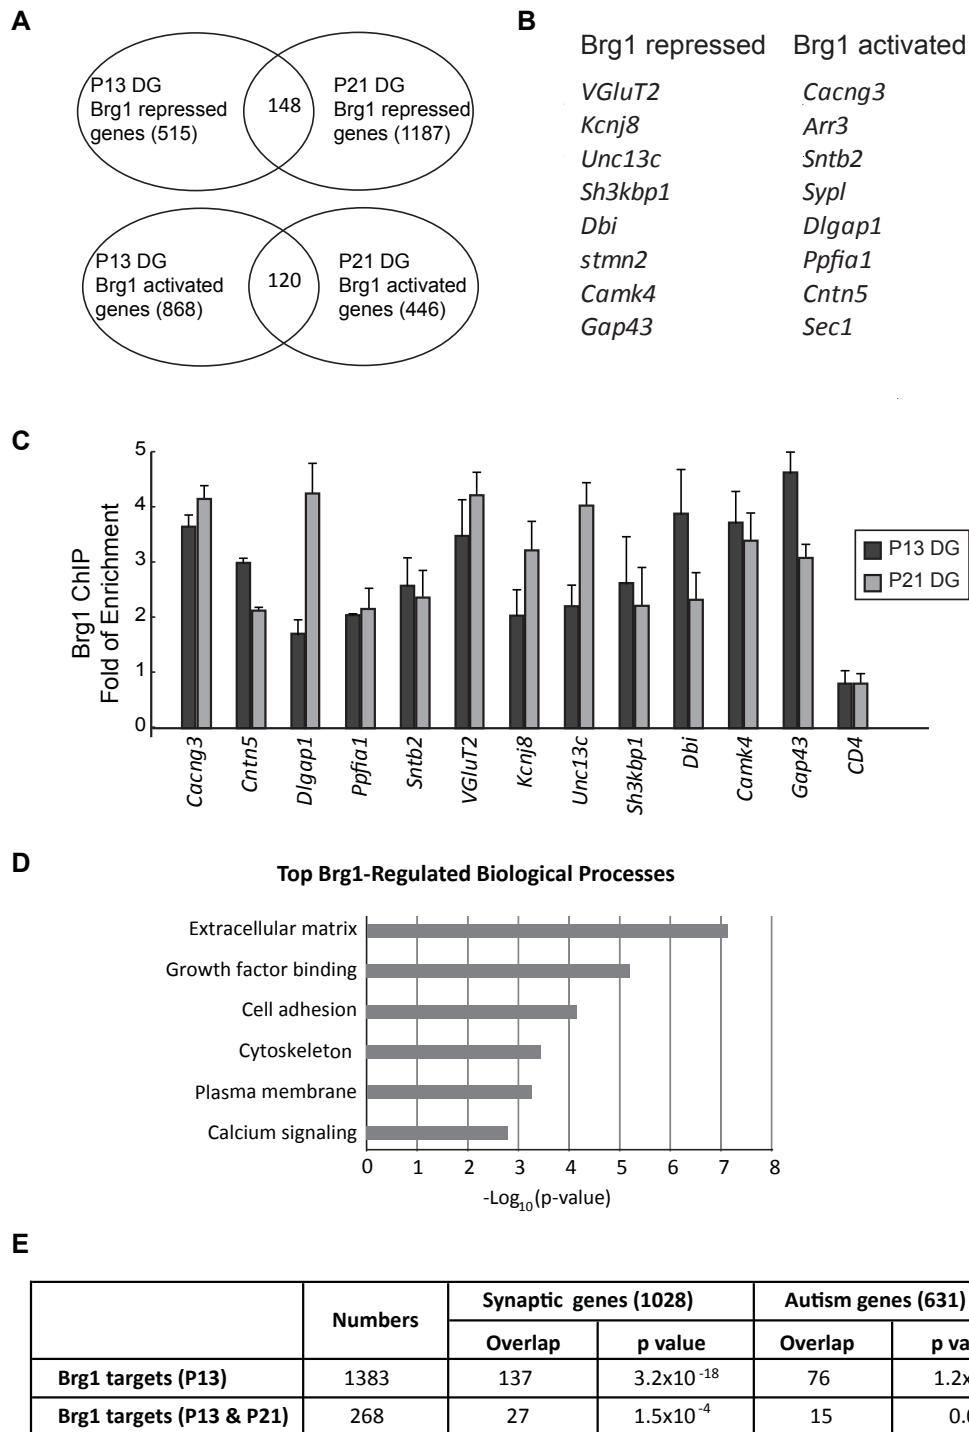 A
P13 DG
Brg1 repressed
genes (515)
148
P21 DG
Brg1 repressed
genes (1187)
P13 DG
Brg1 activated
genes (868)
120
P21 DG
Brg1 activated
genes (446)
B
Brg1 repressed Brg1 activated
VGluT2 Cacng3
Kcnj8 Arr3
Unc13c Sntb2
Sh3kbp1 Sypl
Dbi Dlgap1
stmn2 Ppfia1
Camk4 Cntn5
Gap43 Sec1
C
Brg1 ChIP
Fold of Enrichment
5
4
3
2
1
0
P13 DG
P21 DG
Cacng3 Cntn5 Dlgap1 Ppfia1 Sntb2 VGluT2 Kcnj8 Unc13c Sh3kbp1 Dbi Camk4 Gap43 CD4
D
Top Brg1-Regulated Biological Processes
Extracellular matrix
Growth factor binding
Cell adhesion
Cytoskeleton
Plasma membrane
Calcium signaling
0 1 2 3 4 5 6 7 8
-Log10(p-value)
E
Numbers Synaptic genes (1028) Autism genes (631)
Overlap p value Overlap p va
Brg1 targets (P13) 1383 137 3.2x10 -18 76 1.2x
Brg1 targets (P13 & P21) 268 27 1.5x10 -4 15 0.0